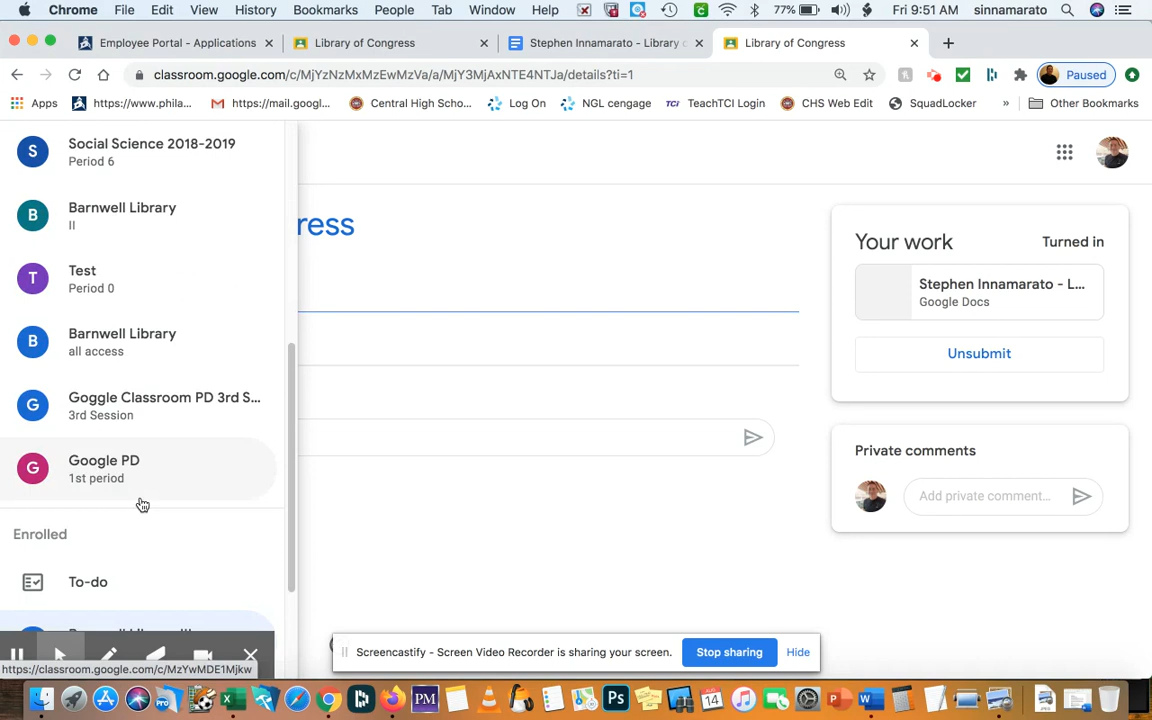 Chrome File Edit View History Bookmarks People Tab Window Help 77% Fri 9:51 AM sinnamarato
Employee Portal - Applications Library of Congress Stephen Innamarato - Library c Library of Congress
classroom.google.com/c/MjYzNzMxMzEwMzVa/a/MjY3MjAxNTE4NTJa/details?ti=1 Paused
Apps https://www.phila... https://mail.googl... Central High Scho... Log On NGL cengage TCi TeachTCI Login CHS Web Edit SquadLocker » Other Bookmarks
S Social Science 2018-2019
Period 6
B Barnwell Library
II
T Test
Period 0
B Barnwell Library
all access
G Goggle Classroom PD 3rd S...
3rd Session
G Google PD
1st period
Enrolled
To-do
https://classroom.google.com/c/MzYwMDE1Mjkw
ress
Your work Turned in
Stephen Innamarato - L...
Google Docs
Unsubmit
Private comments
Add private comment...
Screencastify - Screen Video Recorder is sharing your screen. Stop sharing Hide